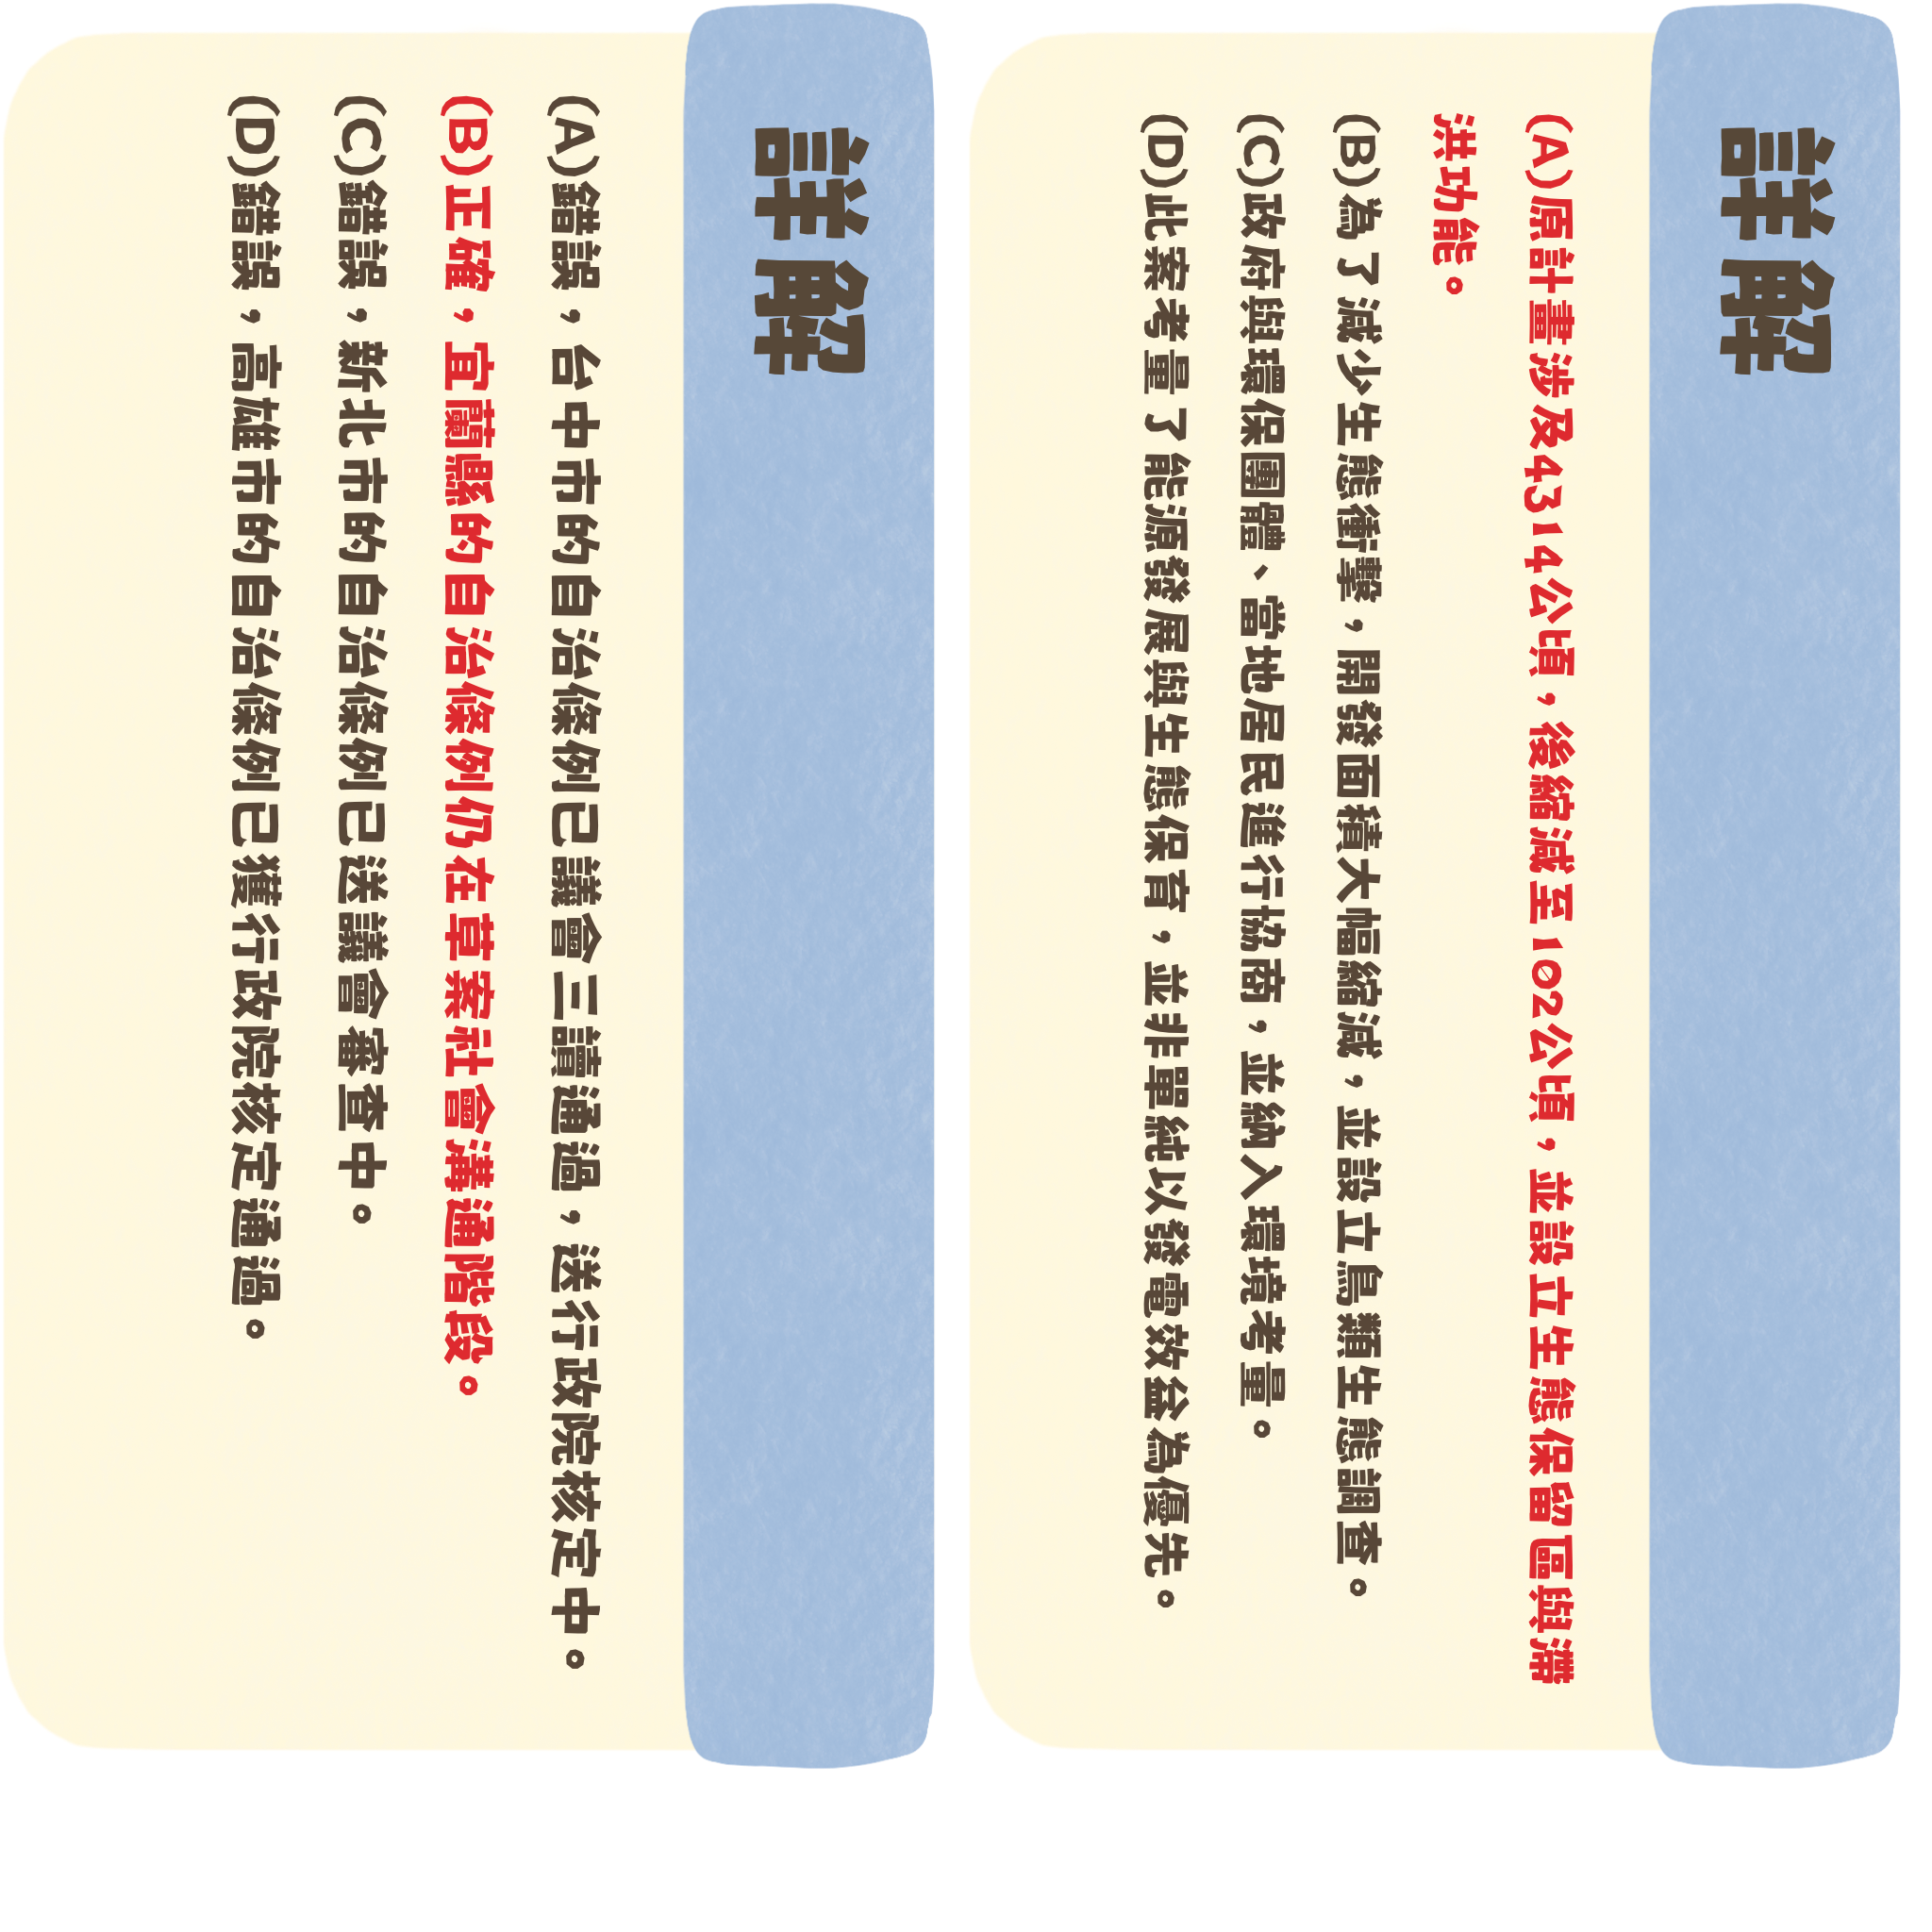 詳解
(A)原計畫涉及4314公頃，後縮減至102公頃，並設立生態保留區與滯
洪功能。
(B)為了減少生態衝擊，開發面積大幅縮減，並設立鳥類生態調查。
(C)政府與環保團體、當地居民進行協商，並納入環境考量。
(D)此案考量了能源發展與生態保育，並非單純以發電效益為優先。
詳解
(A)錯誤，台中市的自治條例已議會三讀通過，送行政院核定中。
(B)正確，宜蘭縣的自治條例仍在草案社會溝通階段。
(C)錯誤，新北市的自治條例已送議會審查中。
(D)錯誤，高雄市的自治條例已獲行政院核定通過。